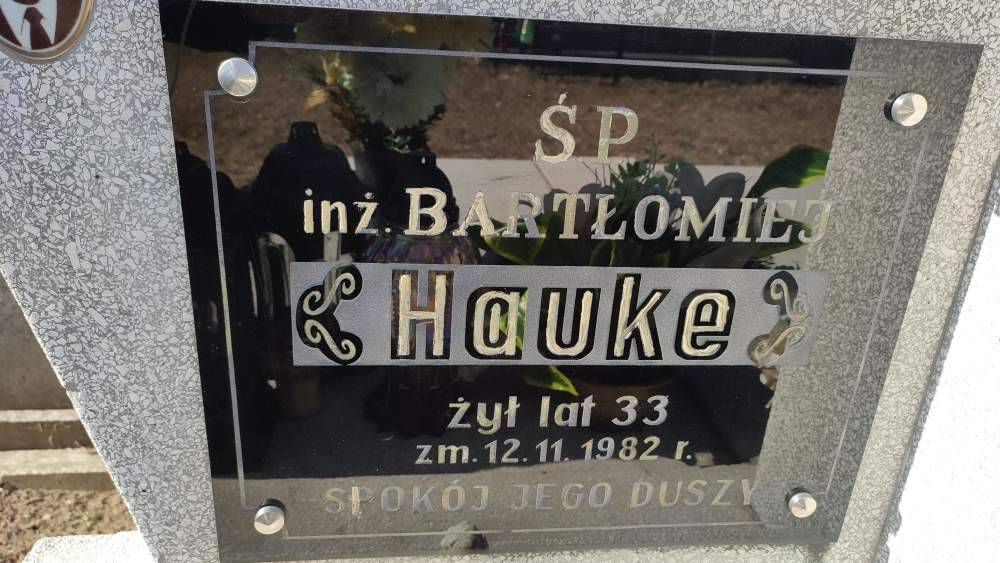 ŚP
inż. BARTŁOMIEJ
Hauke
żył lat 33
zm. 12.11.1982 r.
SPOKÓJ JEGO DUSZY